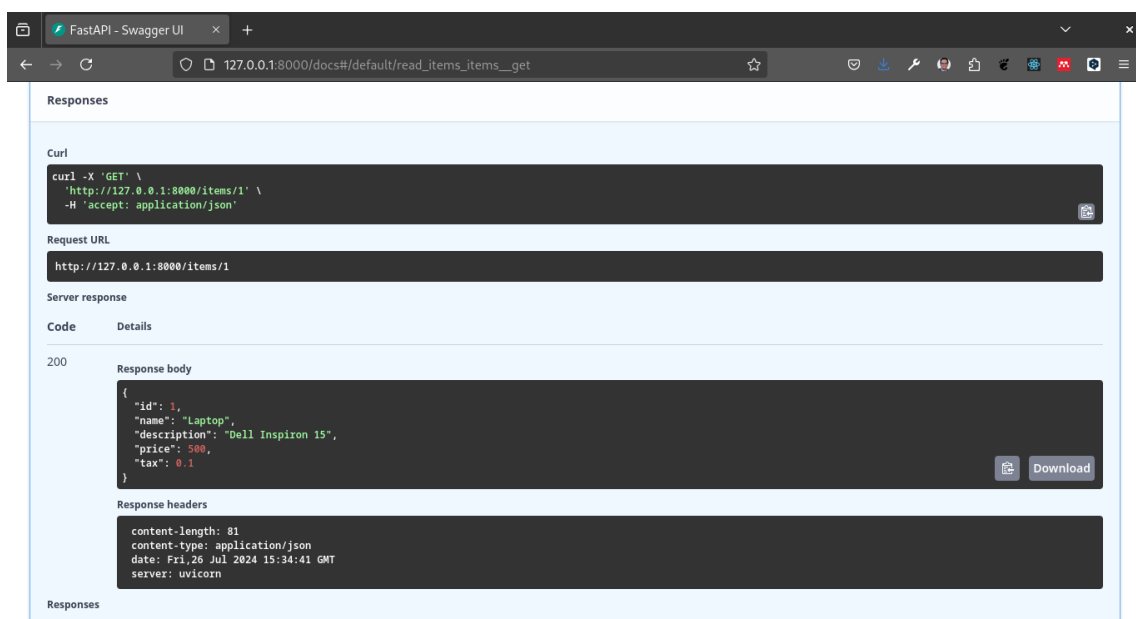 FastAPI - Swagger UI
127.0.0.1:8000/docs#/default/read_items_items__get
Responses
Curl
curl -X 'GET' \
'http://127.0.0.1:8000/items/1' \
-H 'accept: application/json'
Request URL
http://127.0.0.1:8000/items/1
Server response
Code Details
200
Response body
{
"id": 1,
"name": "Laptop",
"description": "Dell Inspiron 15",
"price": 500,
"tax": 0.1
}
Download
Response headers
content-length: 81
content-type: application/json
date: Fri,26 Jul 2024 15:34:41 GMT
server: uvicorn
Responses